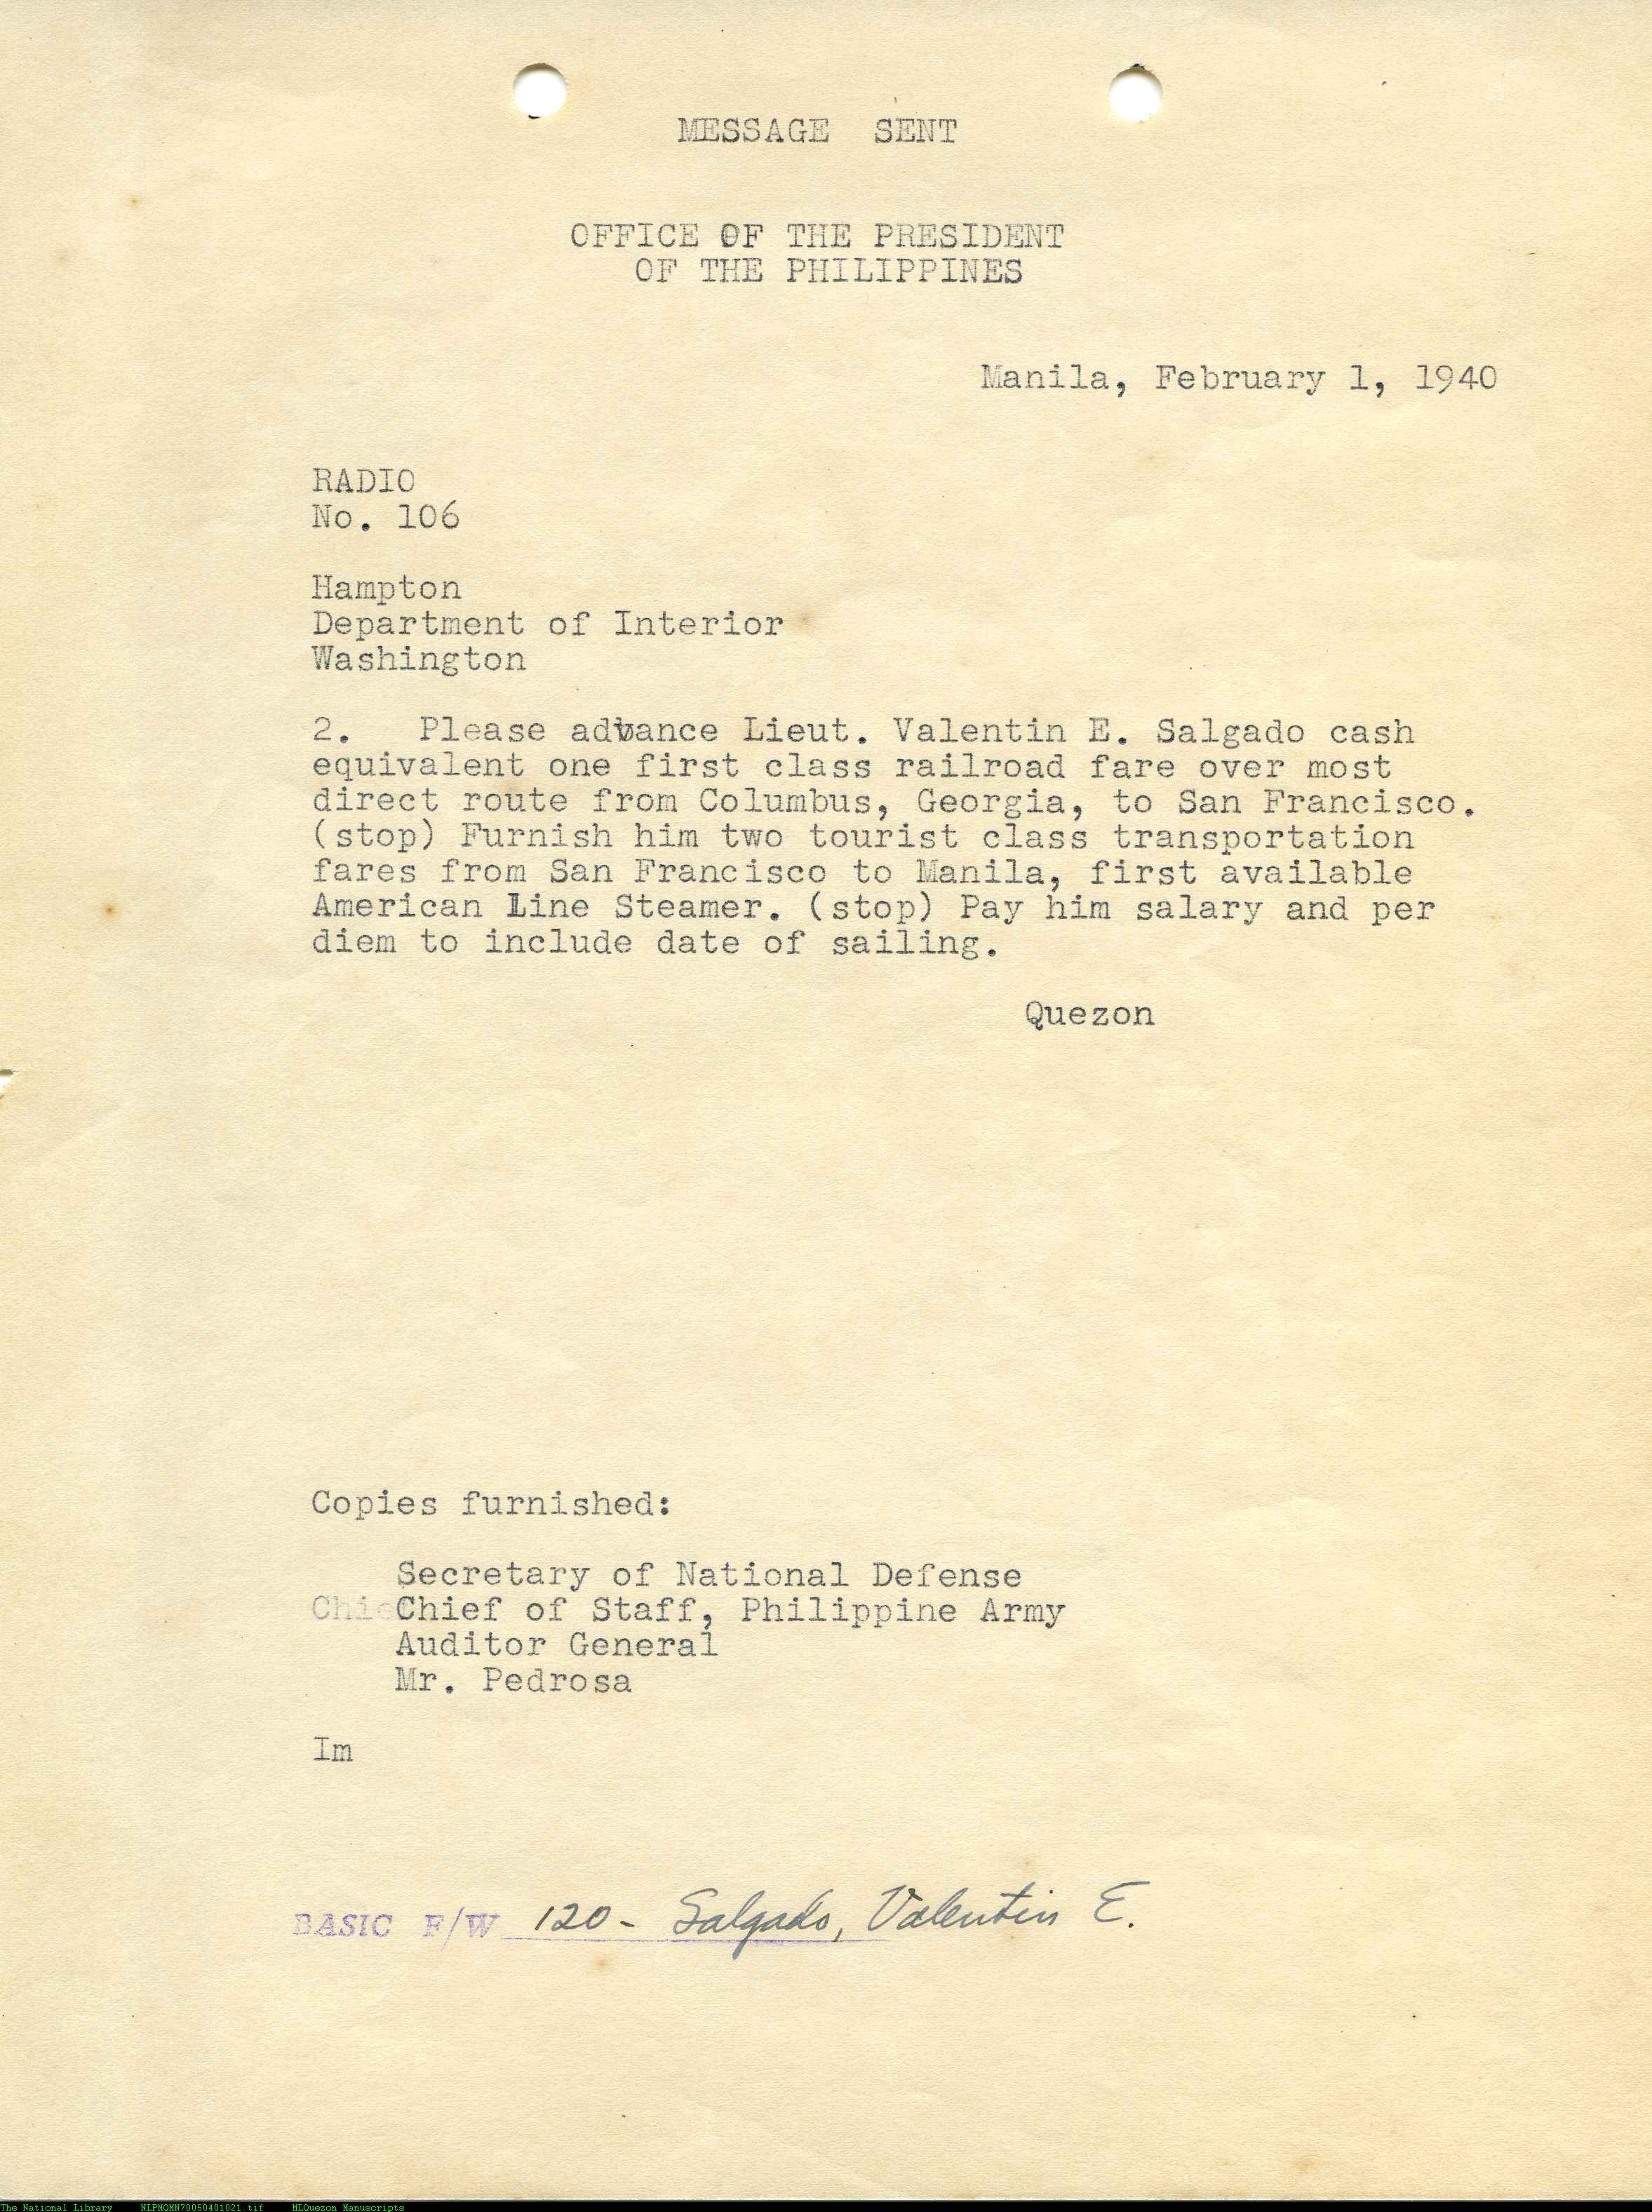 MESSAGE SENT
OFFICE OF THE PRESIDENT
OF THE PHILIPPINES
Manila, February 1, 1940
RADIO
No. 106
Hampton
Department of Interior
Washington
2. Please advance Lieut. Valentin E. Salgado cash
equivalent one first class railroad fare over most
direct route from Columbus, Georgia, to San Francisco.
(stop) Furnish him two tourist class transportation
fares from San Francisco to Manila, first available
American Line Steamer. (stop) Pay him salary and per
diem to include date of sailing.
Quezon
Copies furnished:
Secretary of National Defense
Chie Chief of Staff, Philippine Army
Auditor General
Mr. Pedrosa
Im
BASIC F/W 120- Salgado, Valentin E.
The National Library NLPMQMN70050401021.tif MLQuezon Manuscripts